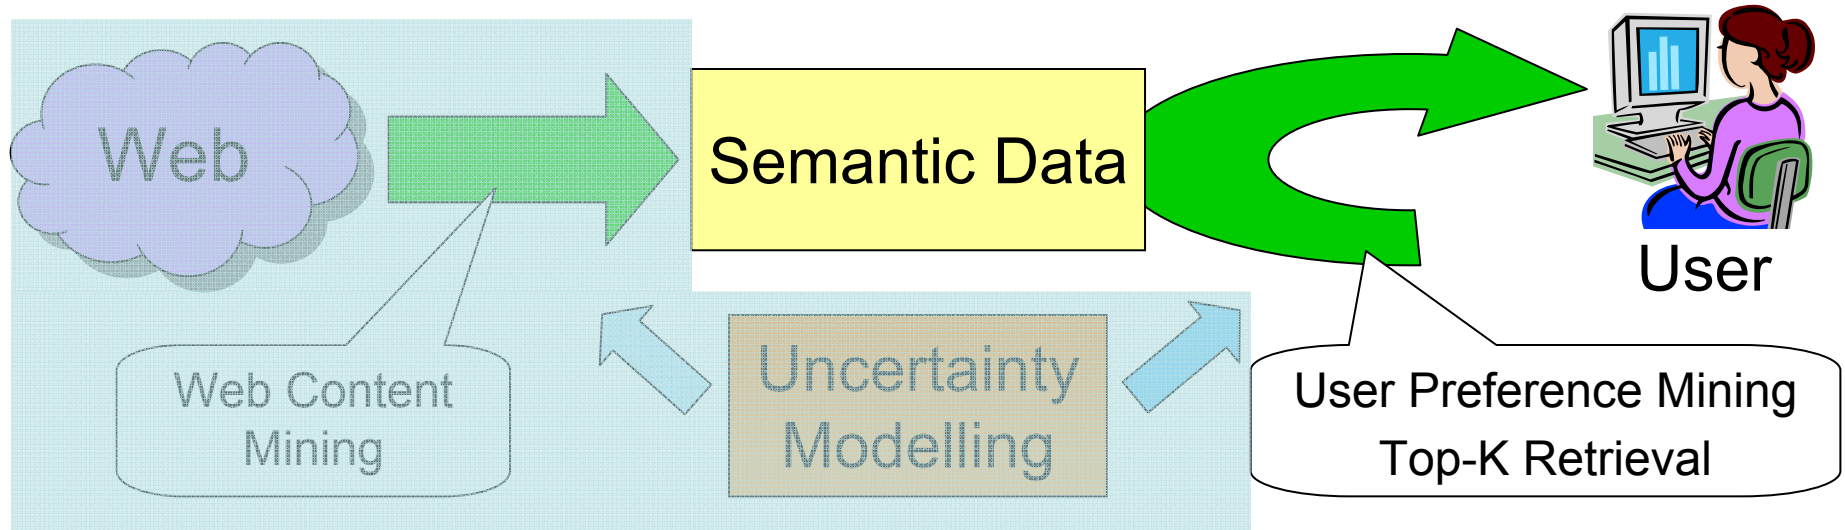 Web
Semantic Data
User
Web Content
Mining
Uncertainty
Modelling
User Preference Mining
Top-K Retrieval